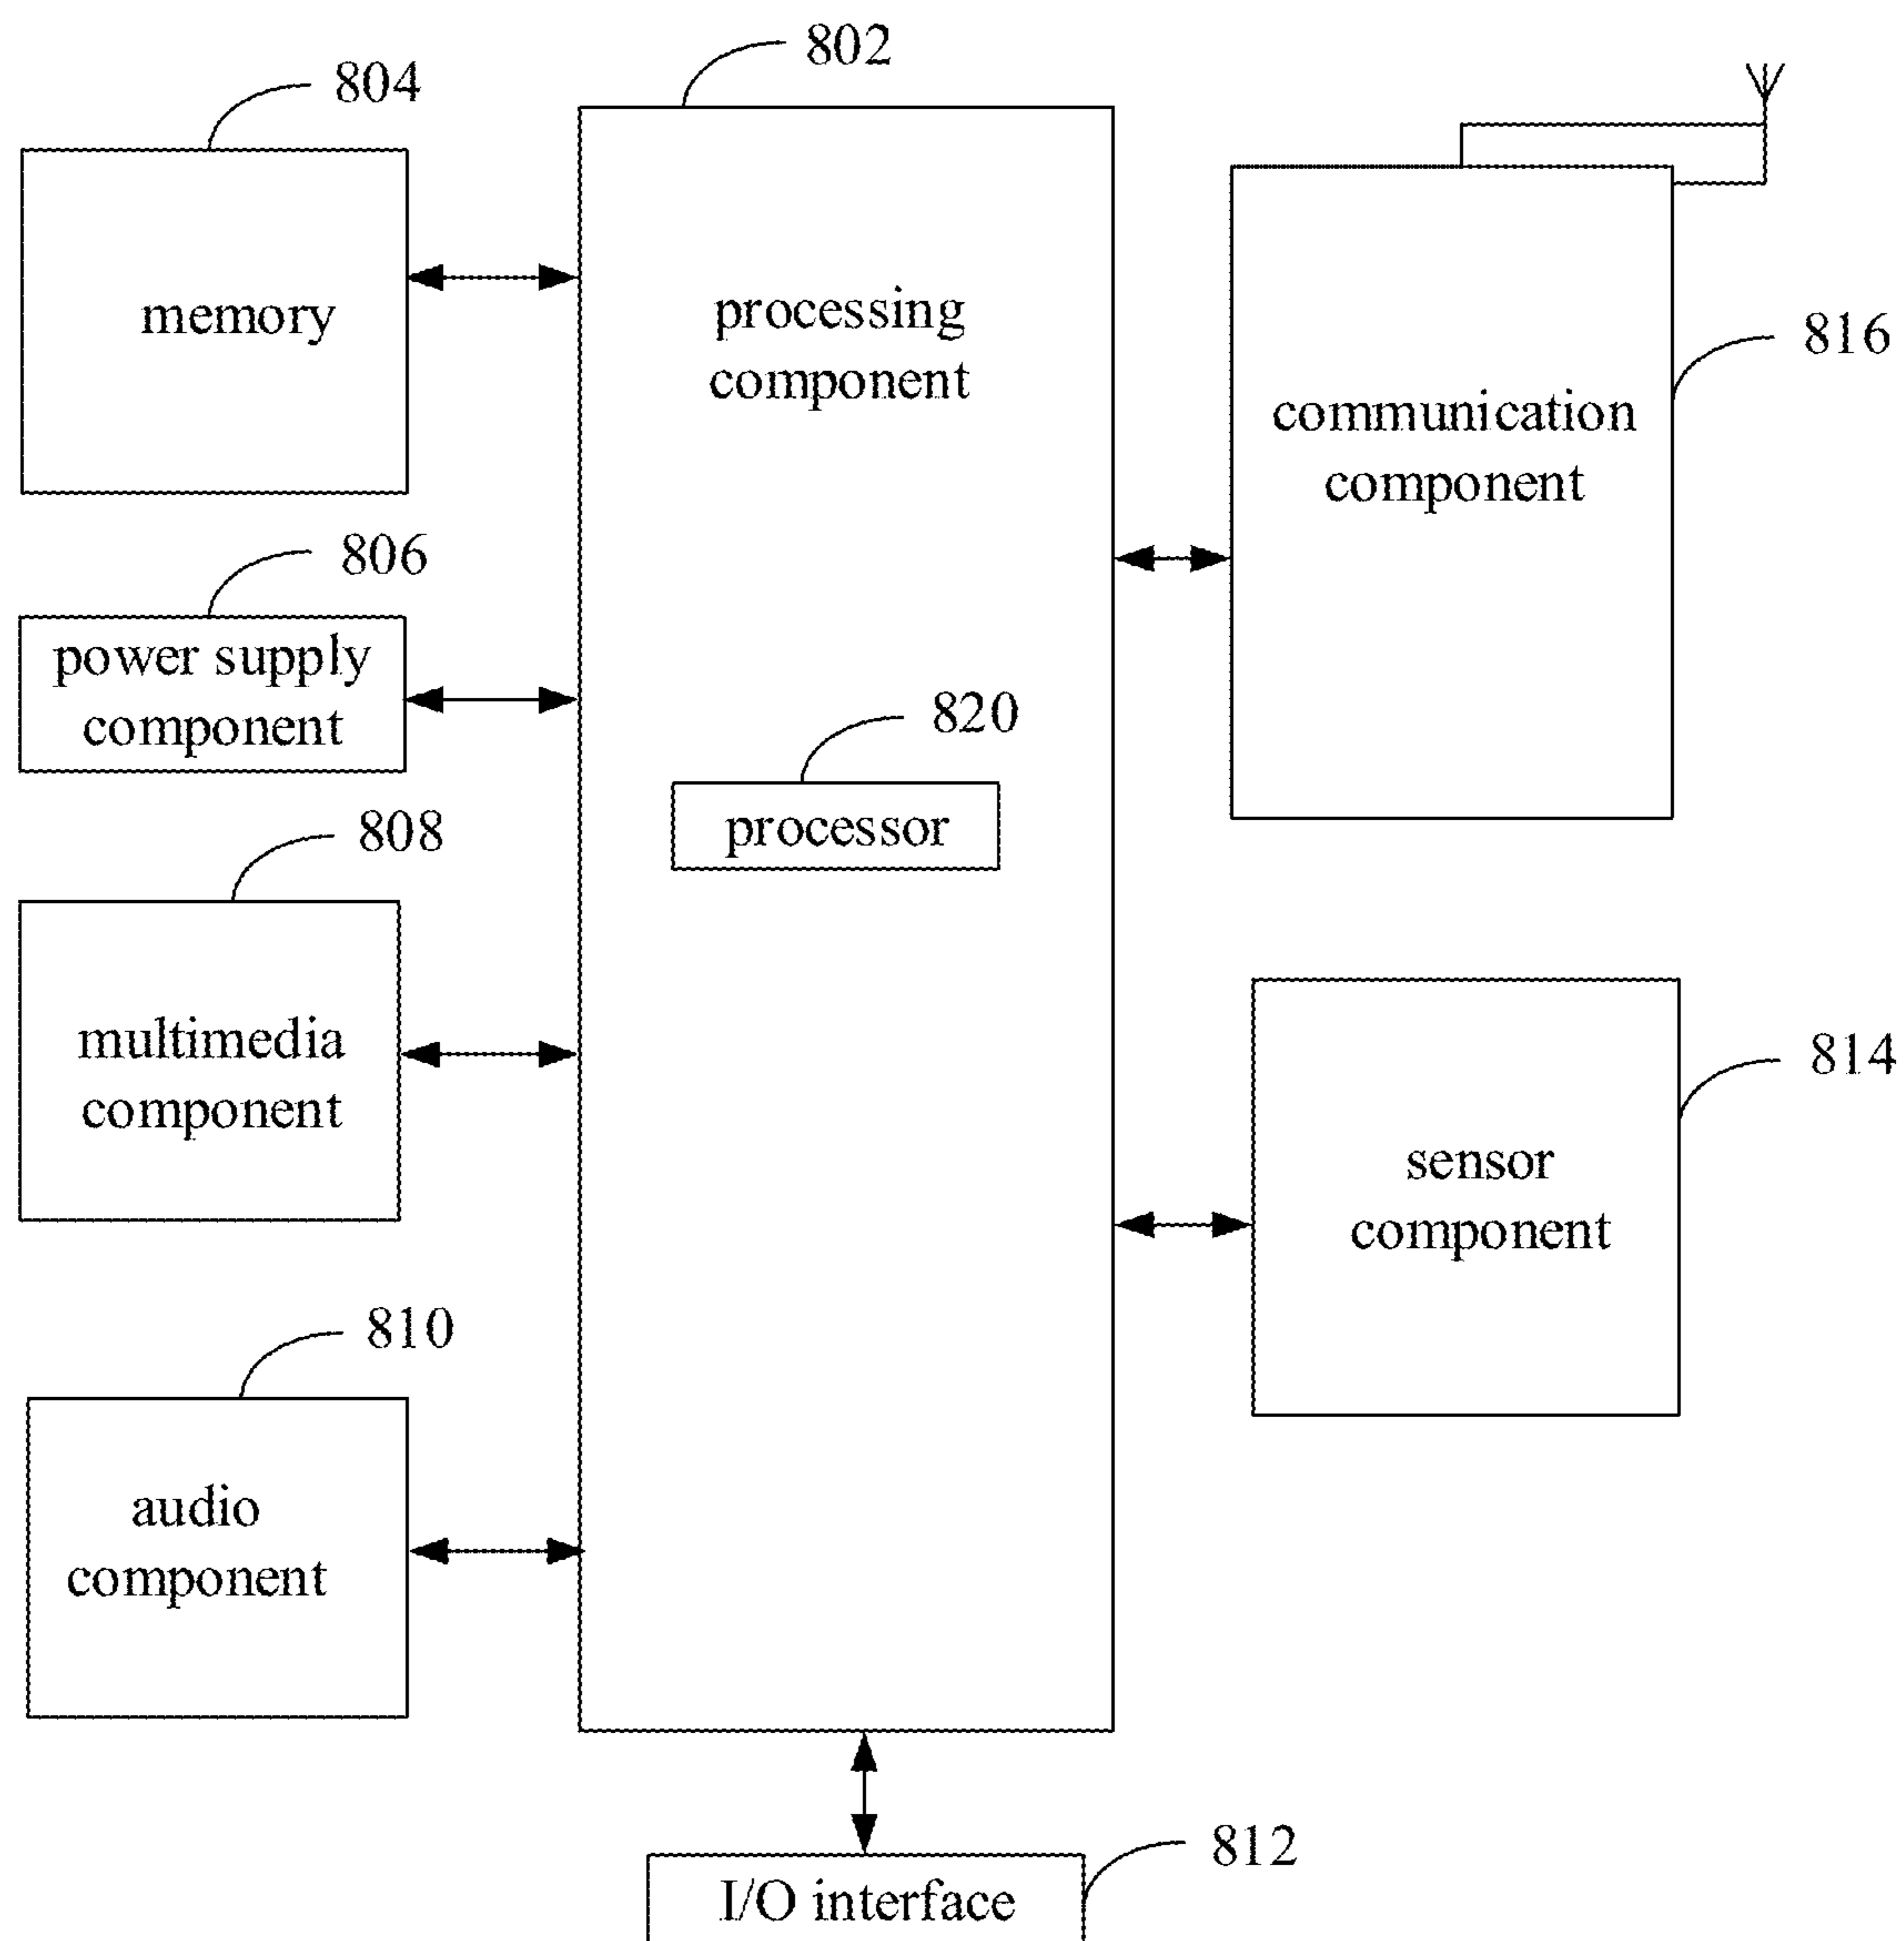 802
804
memory
processing
component
816
communication
component
806
power supply
component
820
processor
808
multimedia
component
814
sensor
component
810
audio
component
812
I/O interface